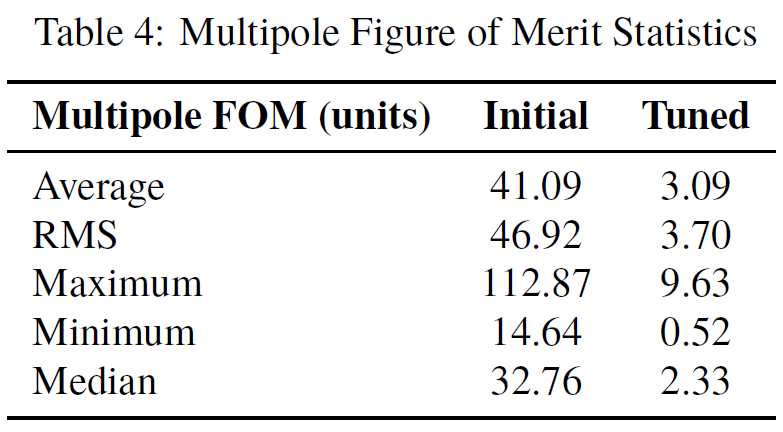 Table 4: Multipole Figure of Merit Statistics
Multipole FOM (units) Initial Tuned
Average 41.09 3.09
RMS 46.92 3.70
Maximum 112.87 9.63
Minimum 14.64 0.52
Median 32.76 2.33